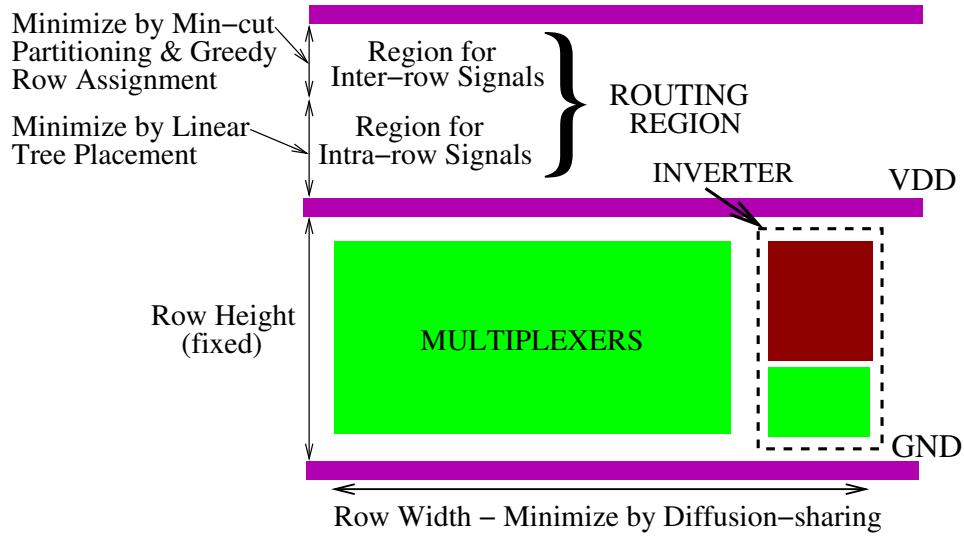 Minimize by Min−cut
Partitioning & Greedy
Row Assignment
Region for
Inter−row Signals
ROUTING
REGION
Minimize by Linear
Tree Placement
Region for
Intra−row Signals
INVERTER
VDD
Row Height
(fixed)
MULTIPLEXERS
GND
Row Width − Minimize by Diffusion−sharing